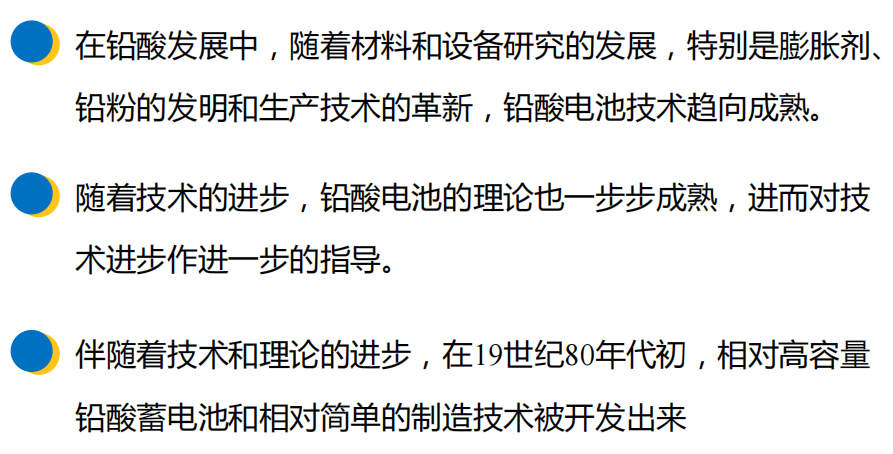 在铅酸发展中，随着材料和设备研究的发展，特别是膨胀剂、
铅粉的发明和生产技术的革新，铅酸电池技术趋向成熟。
随着技术的进步，铅酸电池的理论也一步步成熟，进而对技
术进步作进一步的指导。
伴随着技术和理论的进步，在19世纪80年代初，相对高容量
铅酸蓄电池和相对简单的制造技术被开发出来